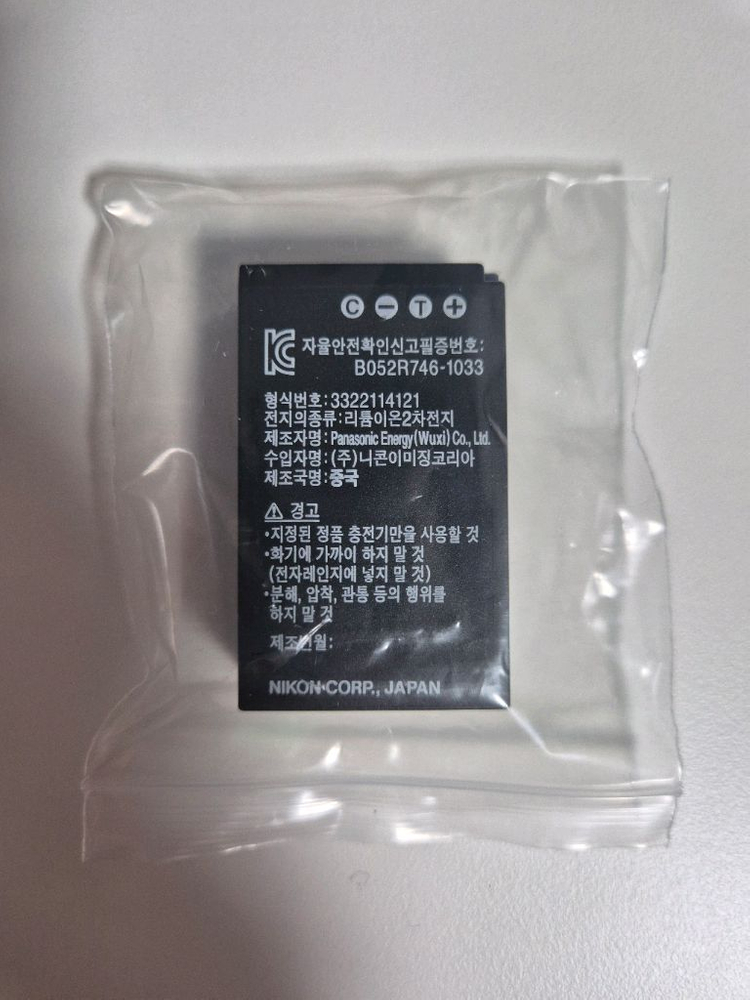 C − T +
KC 자율안전확인신고필증번호:
B052R746-1033
형식번호:3322114121
전지의종류:리튬이온2차전지
제조자명:Panasonic Energy(Wuxi) Co., Ltd.
수입자명:(주)니콘이미징코리아
제조국명:중국
⚠ 경고
•지정된 정품 충전기만을 사용할 것
•화기에 가까이 하지 말 것
(전자레인지에 넣지 말 것)
•분해, 압착, 관통 등의 행위를
하지 말 것
제조년월:
NIKON CORP., JAPAN